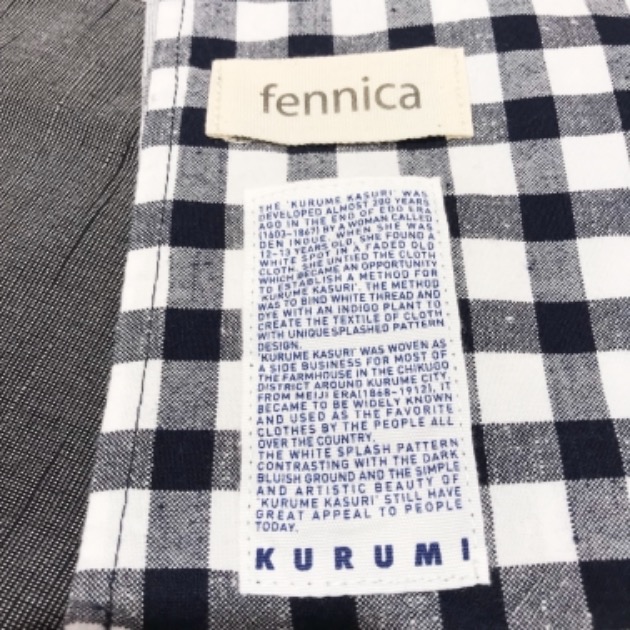 fennica
THE 'KURUME KASURI' WAS
DEVELOPED ALMOST 200 YEARS
AGO IN THE END OF EDO ERA
(1603-1867) BY A WOMAN CALLED
DEN INOUE. WHEN SHE WAS
12-13 YEARS OLD, SHE FOUND A
WHITE SPOT IN A FADED OLD
CLOTH. SHE UNTIED THE CLOTH
WHICH BECAME AN OPPORTUNITY
TO ESTABLISH A METHOD FOR
'KURUME KASURI'. THE METHOD
WAS TO BIND WHITE THREAD AND
DYE WITH AN INDIGO PLANT TO
CREATE THE TEXTILE OF CLOTH
WITH UNIQUE SPLASHED PATTERN
DESIGN.
KURUME KASURI' WAS WOVEN AS
A SIDE BUSINESS FOR MOST OF
THE FARMHOUSE IN THE CHIKUGO
DISTRICT AROUND KURUME CITY.
FROM MEIJI ERA(1868-1912), IT
BECAME TO BE WIDELY KNOWN
AND USED AS THE FAVORITE
CLOTHES BY THE PEOPLE ALL
OVER THE COUNTRY.
THE WHITE SPLASH PATTERN
CONTRASTING WITH THE DARK
BLUISH GROUND AND THE SIMPLE
AND ARTISTIC BEAUTY OF
'KURUME KASURI' STILL HAVE
GREAT APPEAL TO PEOPLE
TODAY.
KURUMI